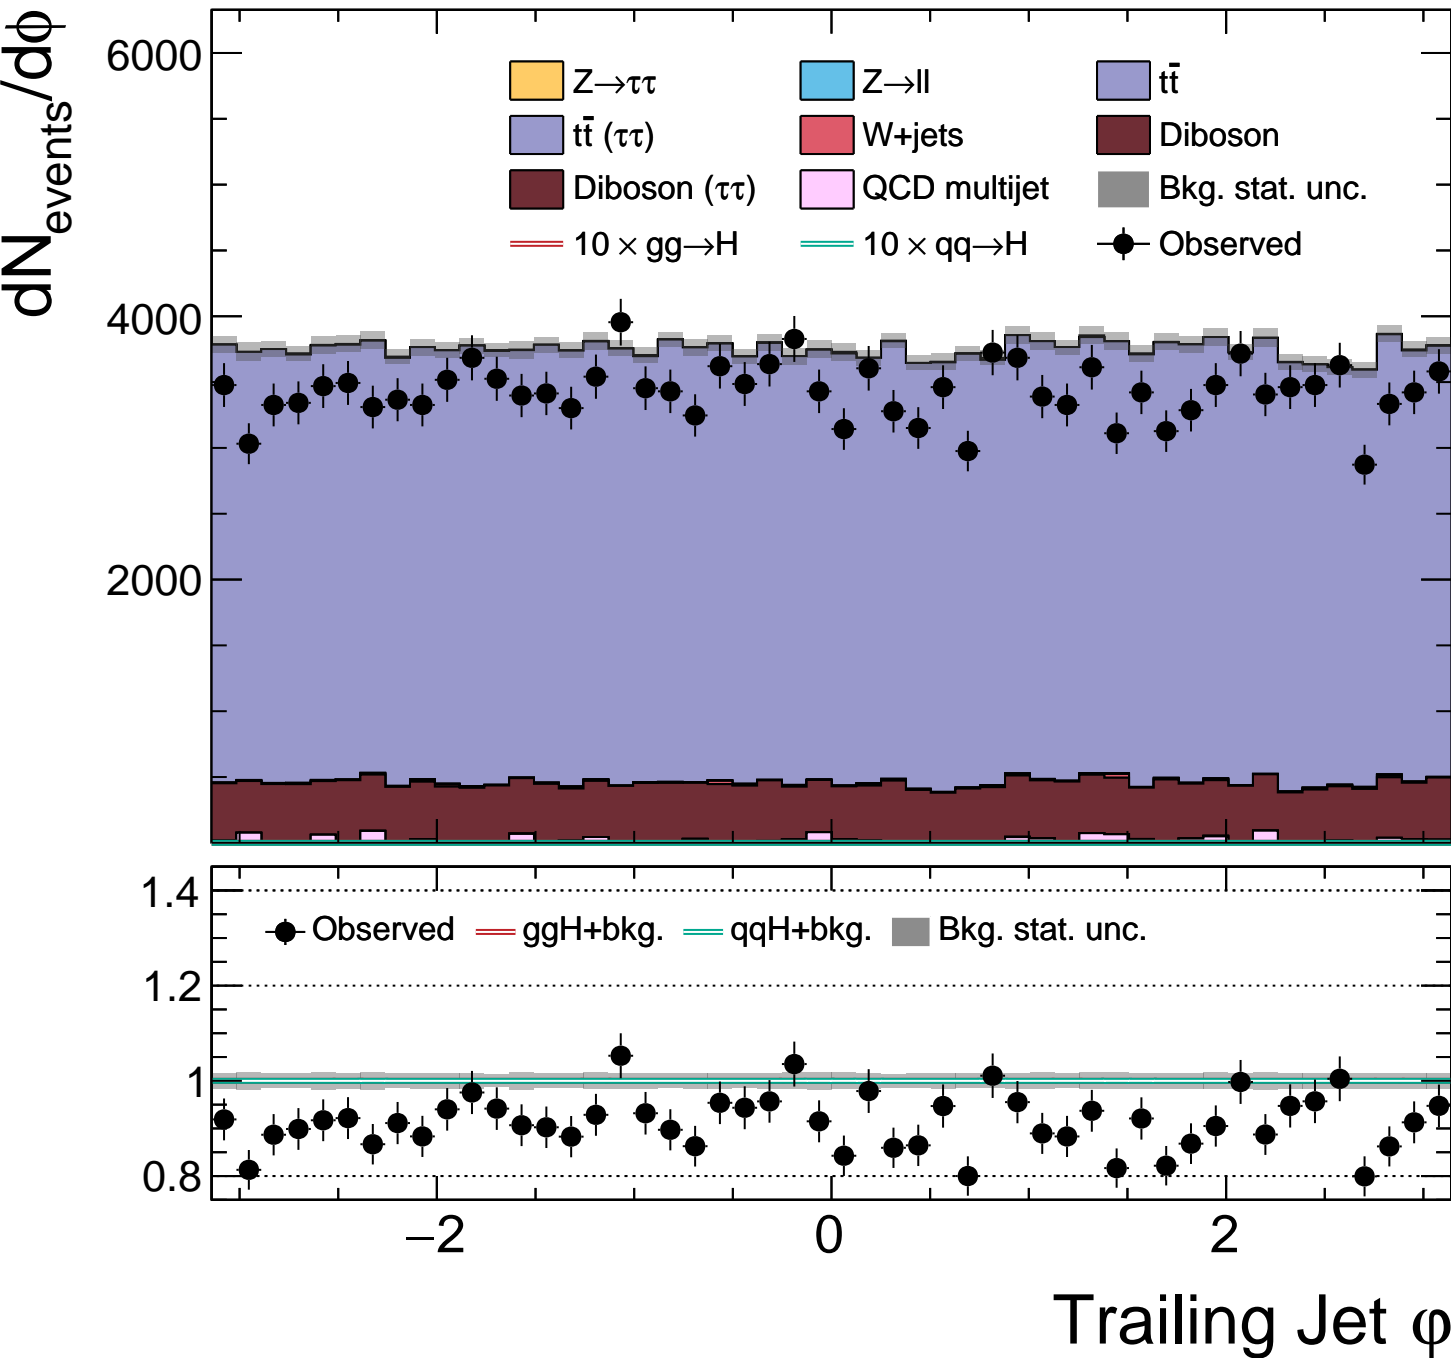 dN_events/dϕ
6000
4000
2000
Z→ττ Z→ll tt̄
tt̄ (ττ) W+jets Diboson
Diboson (ττ) QCD multijet Bkg. stat. unc.
10 × gg→H 10 × qq→H Observed
1.4
1.2
1
0.8
Observed ggH+bkg. qqH+bkg. Bkg. stat. unc.
−2 0 2
Trailing Jet φ